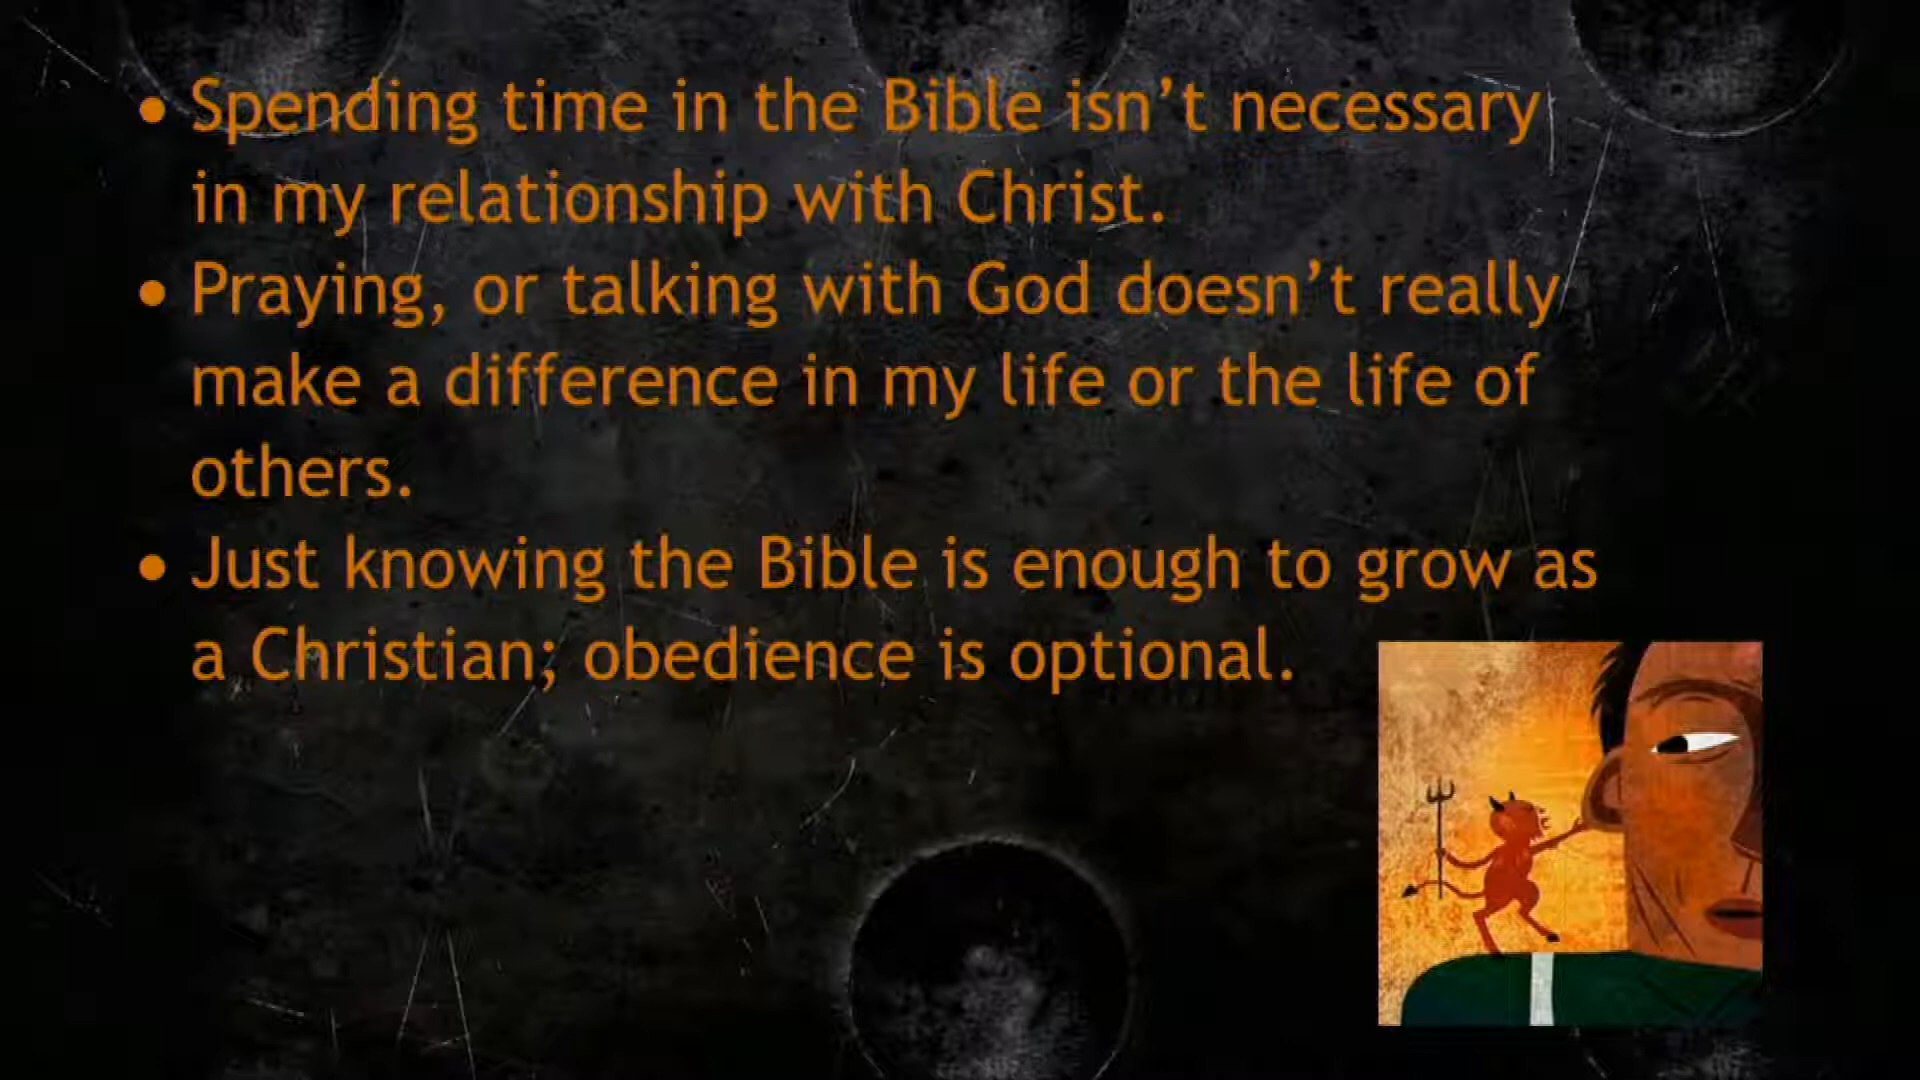 • Spending time in the Bible isn’t necessary
in my relationship with Christ.
• Praying, or talking with God doesn’t really
make a difference in my life or the life of
others.
• Just knowing the Bible is enough to grow as
a Christian; obedience is optional.